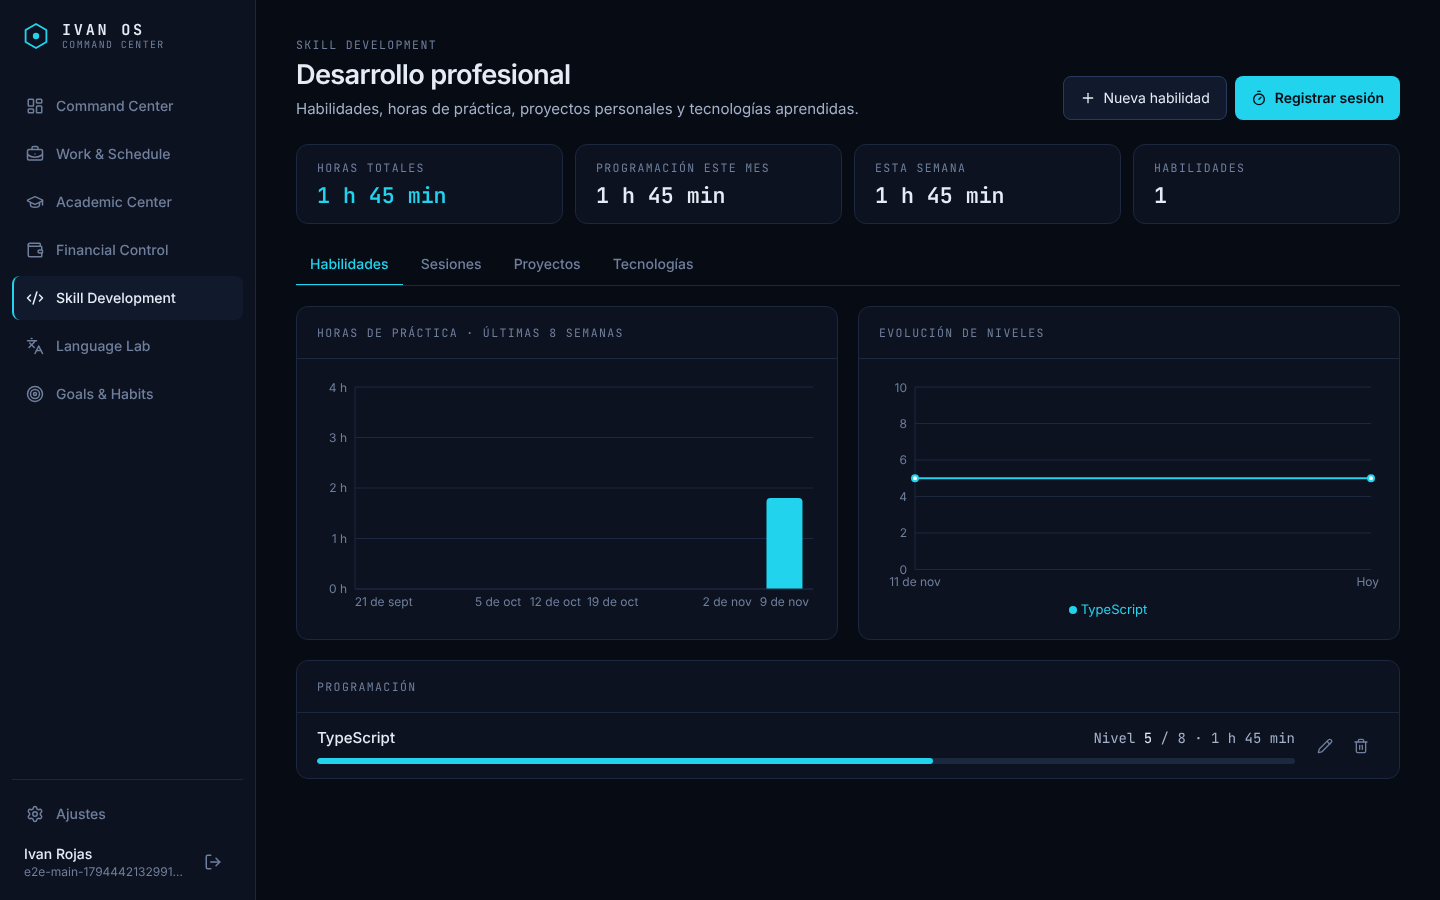 IVAN OS
COMMAND CENTER
Command Center
Work & Schedule
Academic Center
Financial Control
Skill Development
Language Lab
Goals & Habits
Ajustes
Ivan Rojas
e2e-main-1794442132991...
SKILL DEVELOPMENT
Desarrollo profesional
Habilidades, horas de práctica, proyectos personales y tecnologías aprendidas.
Nueva habilidad
Registrar sesión
HORAS TOTALES
1 h 45 min
PROGRAMACIÓN ESTE MES
1 h 45 min
ESTA SEMANA
1 h 45 min
HABILIDADES
1
Habilidades
Sesiones
Proyectos
Tecnologías
HORAS DE PRÁCTICA · ÚLTIMAS 8 SEMANAS
4 h
3 h
2 h
1 h
0 h
21 de sept 5 de oct 12 de oct 19 de oct 2 de nov 9 de nov
EVOLUCIÓN DE NIVELES
10
8
6
4
2
0
11 de nov Hoy
TypeScript
PROGRAMACIÓN
TypeScript
Nivel 5 / 8 · 1 h 45 min